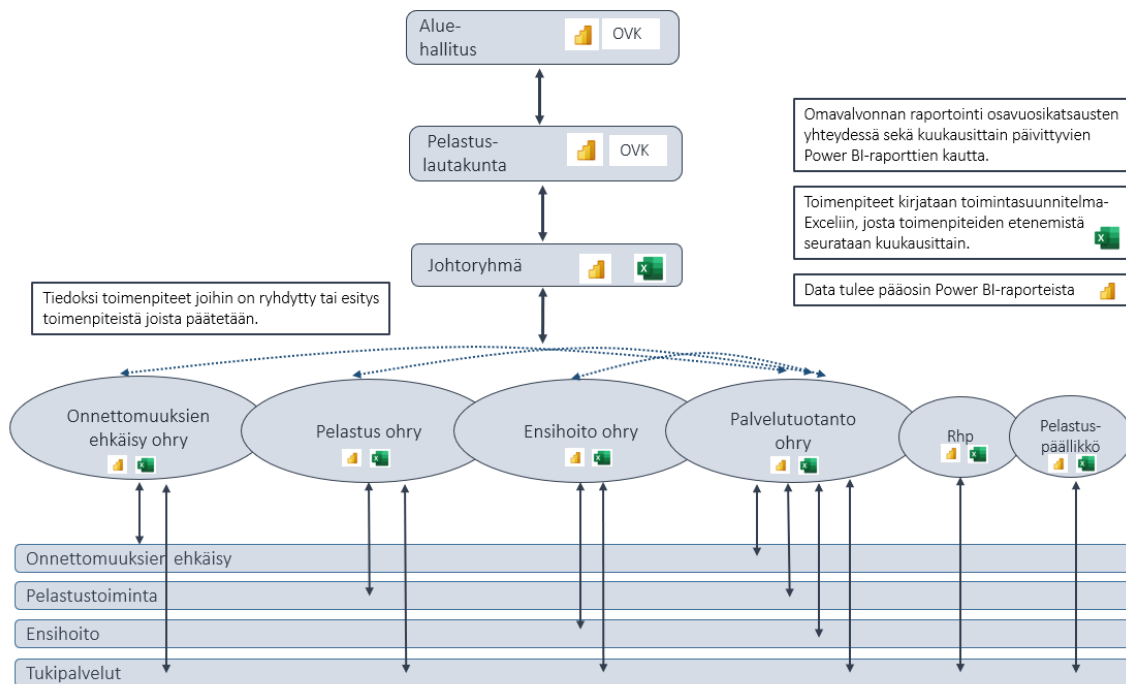 Alue-
hallitus
OVK
Pelastus-
lautakunta
OVK
Omavalvonnan raportointi osavuosikatsausten
yhteydessä sekä kuukausittain päivittyvien
Power BI-raporttien kautta.
Toimenpiteet kirjataan toimintasuunnitelma-
Exceliin, josta toimenpiteiden etenemistä
seurataan kuukausittain.
Johtoryhmä
Data tulee pääosin Power BI-raporteista
Tiedoksi toimenpiteet joihin on ryhdytty tai esitys
toimenpiteistä joista päätetään.
Onnettomuuksien
ehkäisy ohry
Pelastus ohry
Ensihoito ohry
Palvelutuotanto
ohry
Rhp
Pelastus-
päällikkö
Onnettomuuksien ehkäisy
Pelastustoiminta
Ensihoito
Tukipalvelut